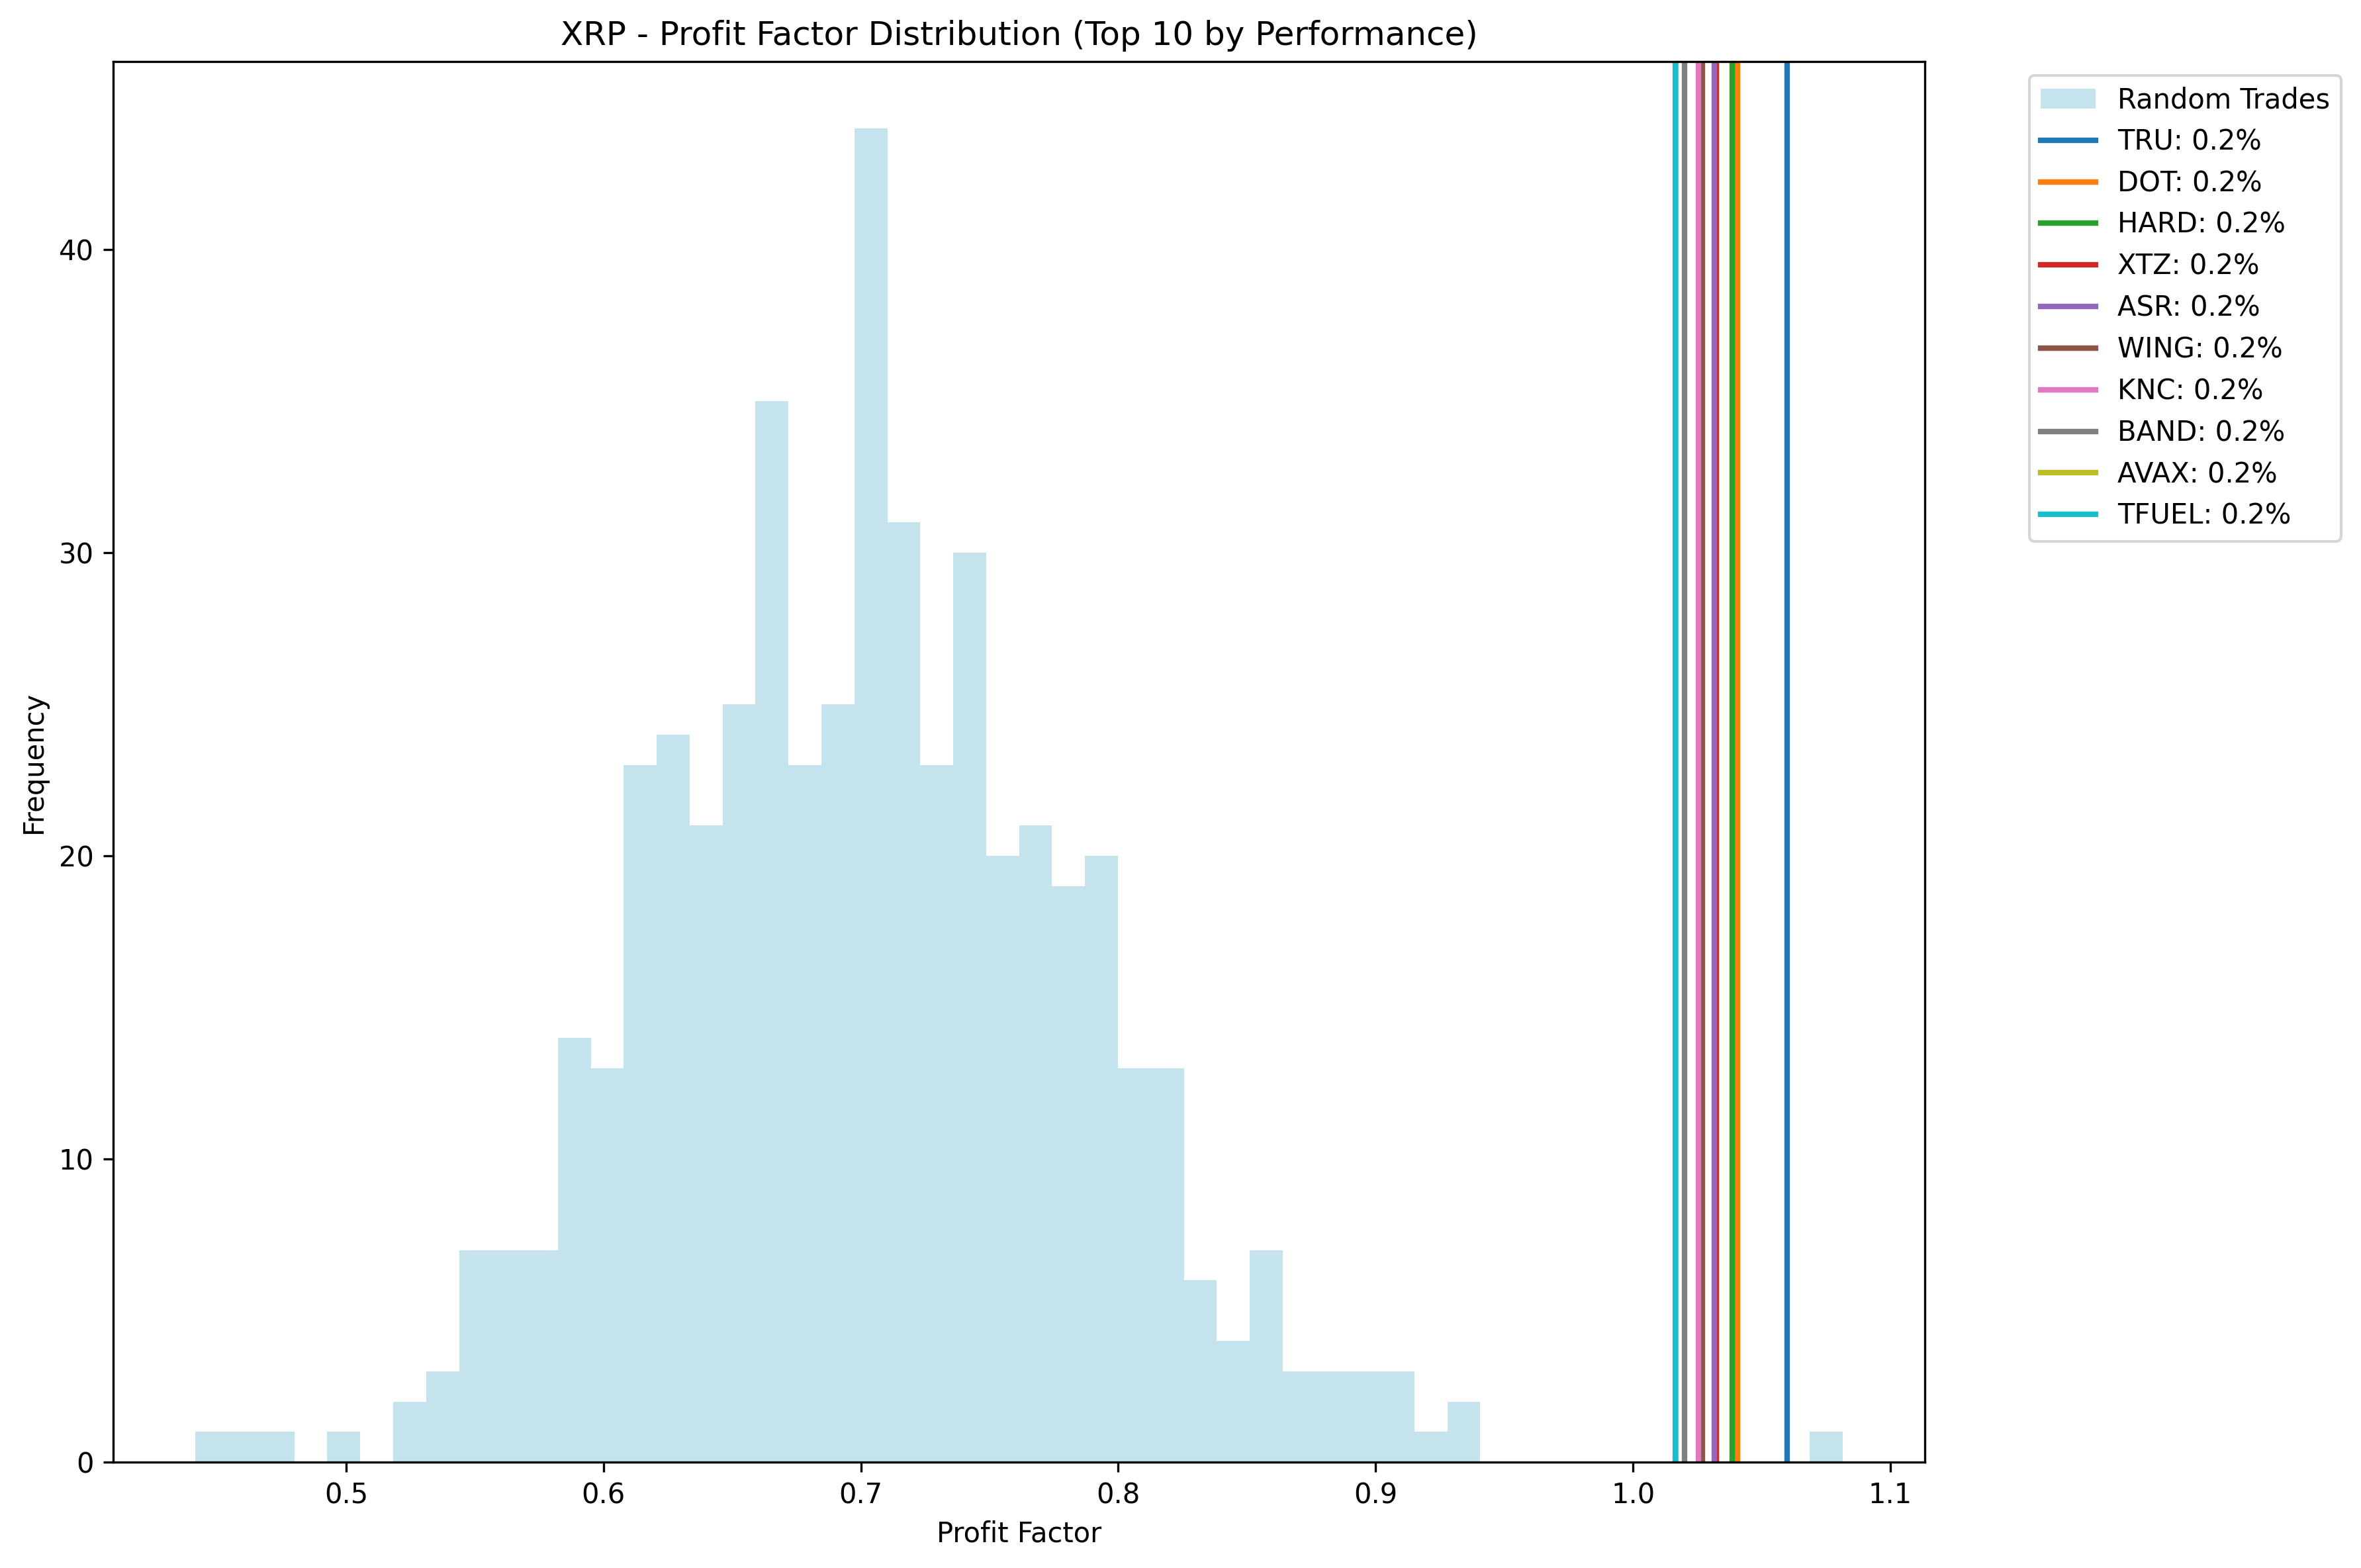 XRP - Profit Factor Distribution (Top 10 by Performance)
Random Trades
TRU: 0.2%
DOT: 0.2%
HARD: 0.2%
XTZ: 0.2%
ASR: 0.2%
WING: 0.2%
KNC: 0.2%
BAND: 0.2%
AVAX: 0.2%
TFUEL: 0.2%
Frequency
40
30
20
10
0
0.5 0.6 0.7 0.8 0.9 1.0 1.1
Profit Factor